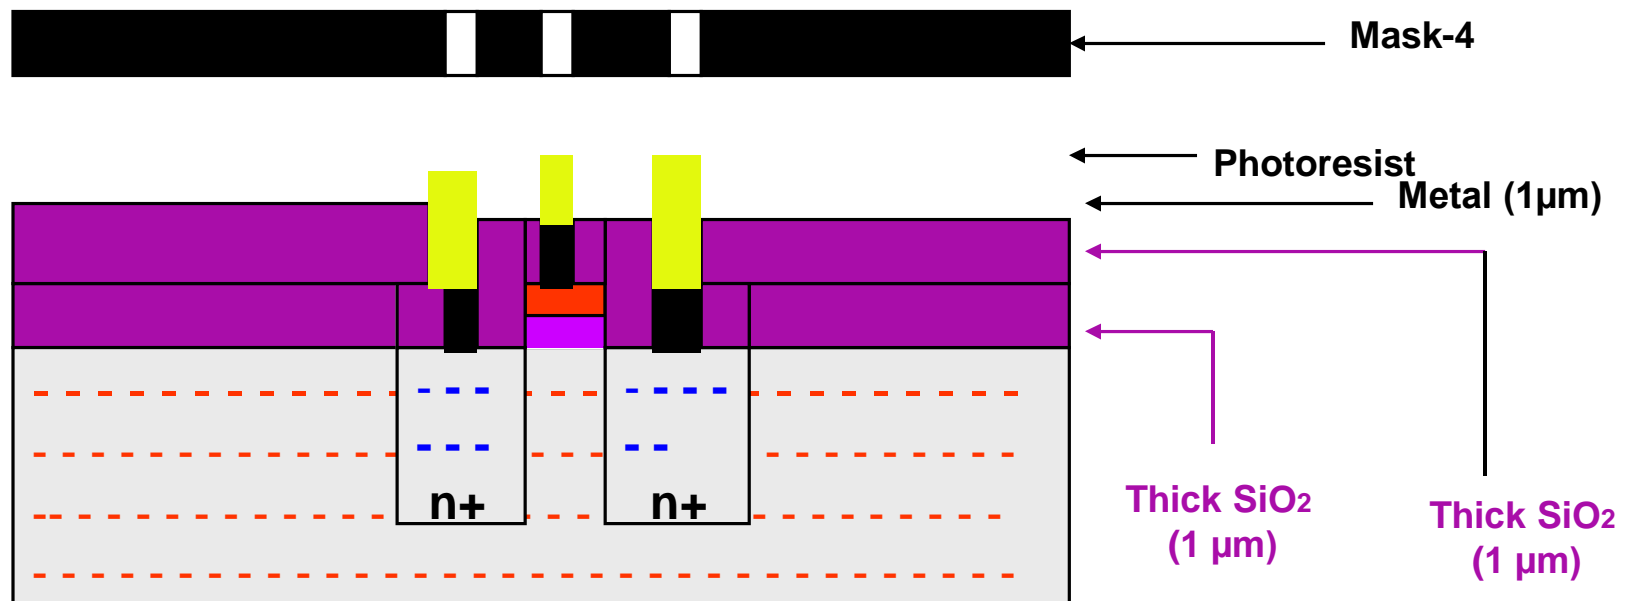 Mask-4
Photoresist
Metal (1µm)
n+ n+
Thick SiO2
(1 µm)
Thick SiO2
(1 µm)